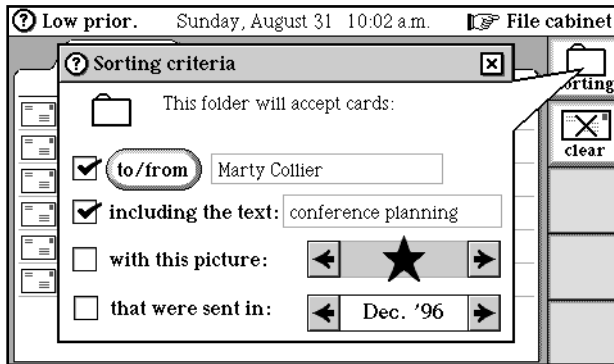 Low prior. Sunday, August 31 10:02 a.m. File cabinet
Sorting criteria
This folder will accept cards:
to/from Marty Collier
including the text: conference planning
with this picture:
that were sent in: Dec. '96
sorting
clear